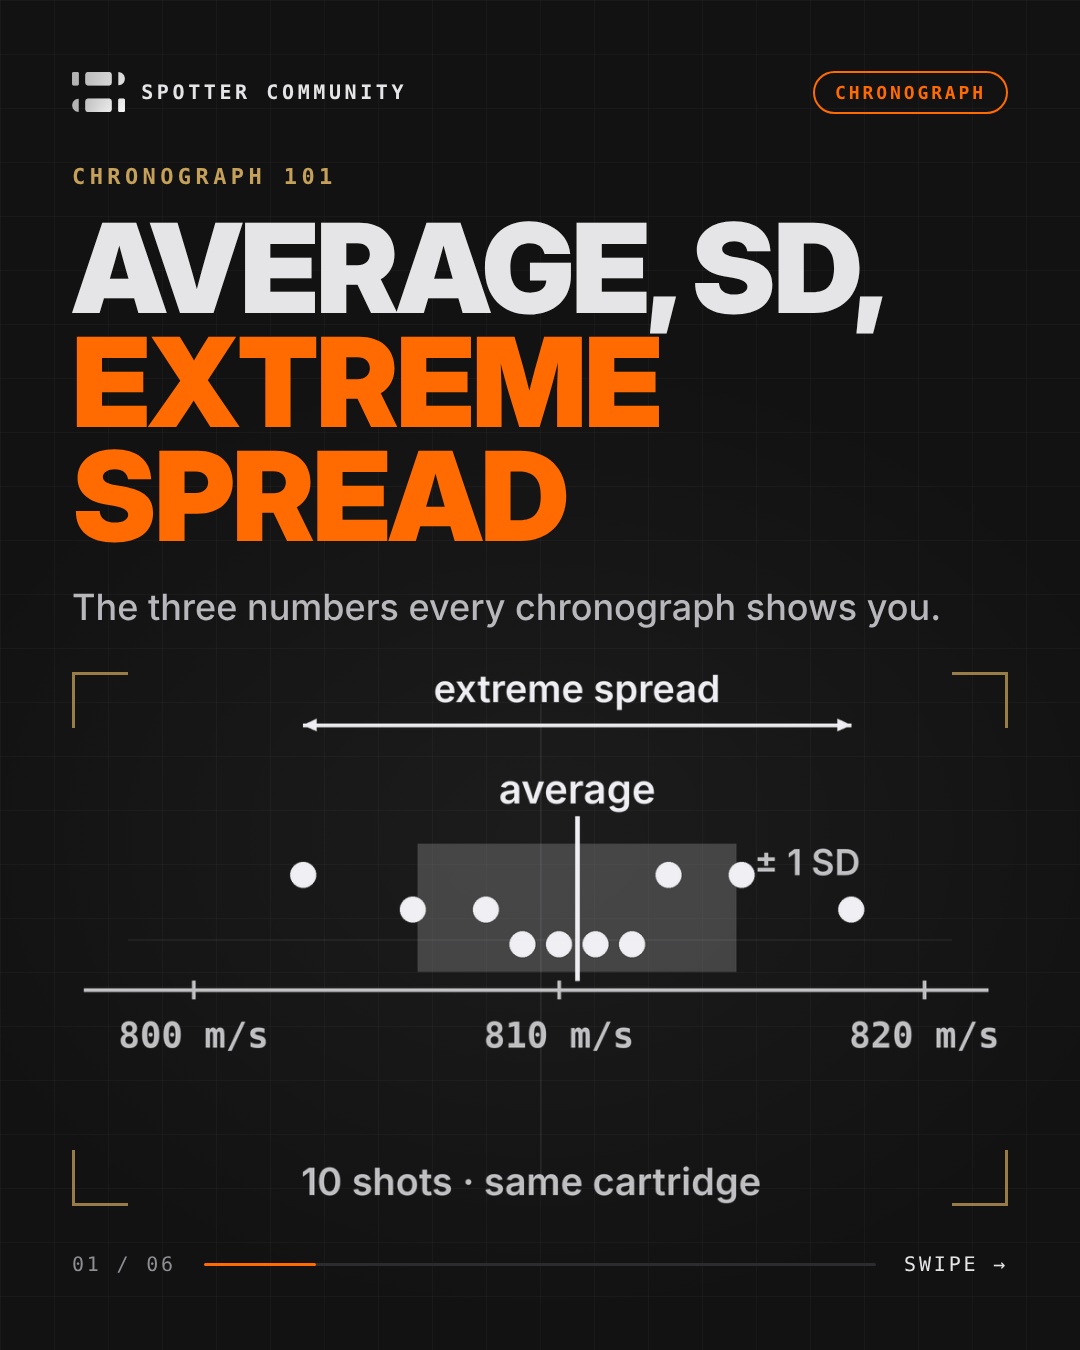 SPOTTER COMMUNITY
CHRONOGRAPH
CHRONOGRAPH 101
AVERAGE, SD,
EXTREME
SPREAD
The three numbers every chronograph shows you.
extreme spread
average
± 1 SD
800 m/s
810 m/s
820 m/s
10 shots · same cartridge
01 / 06
SWIPE →